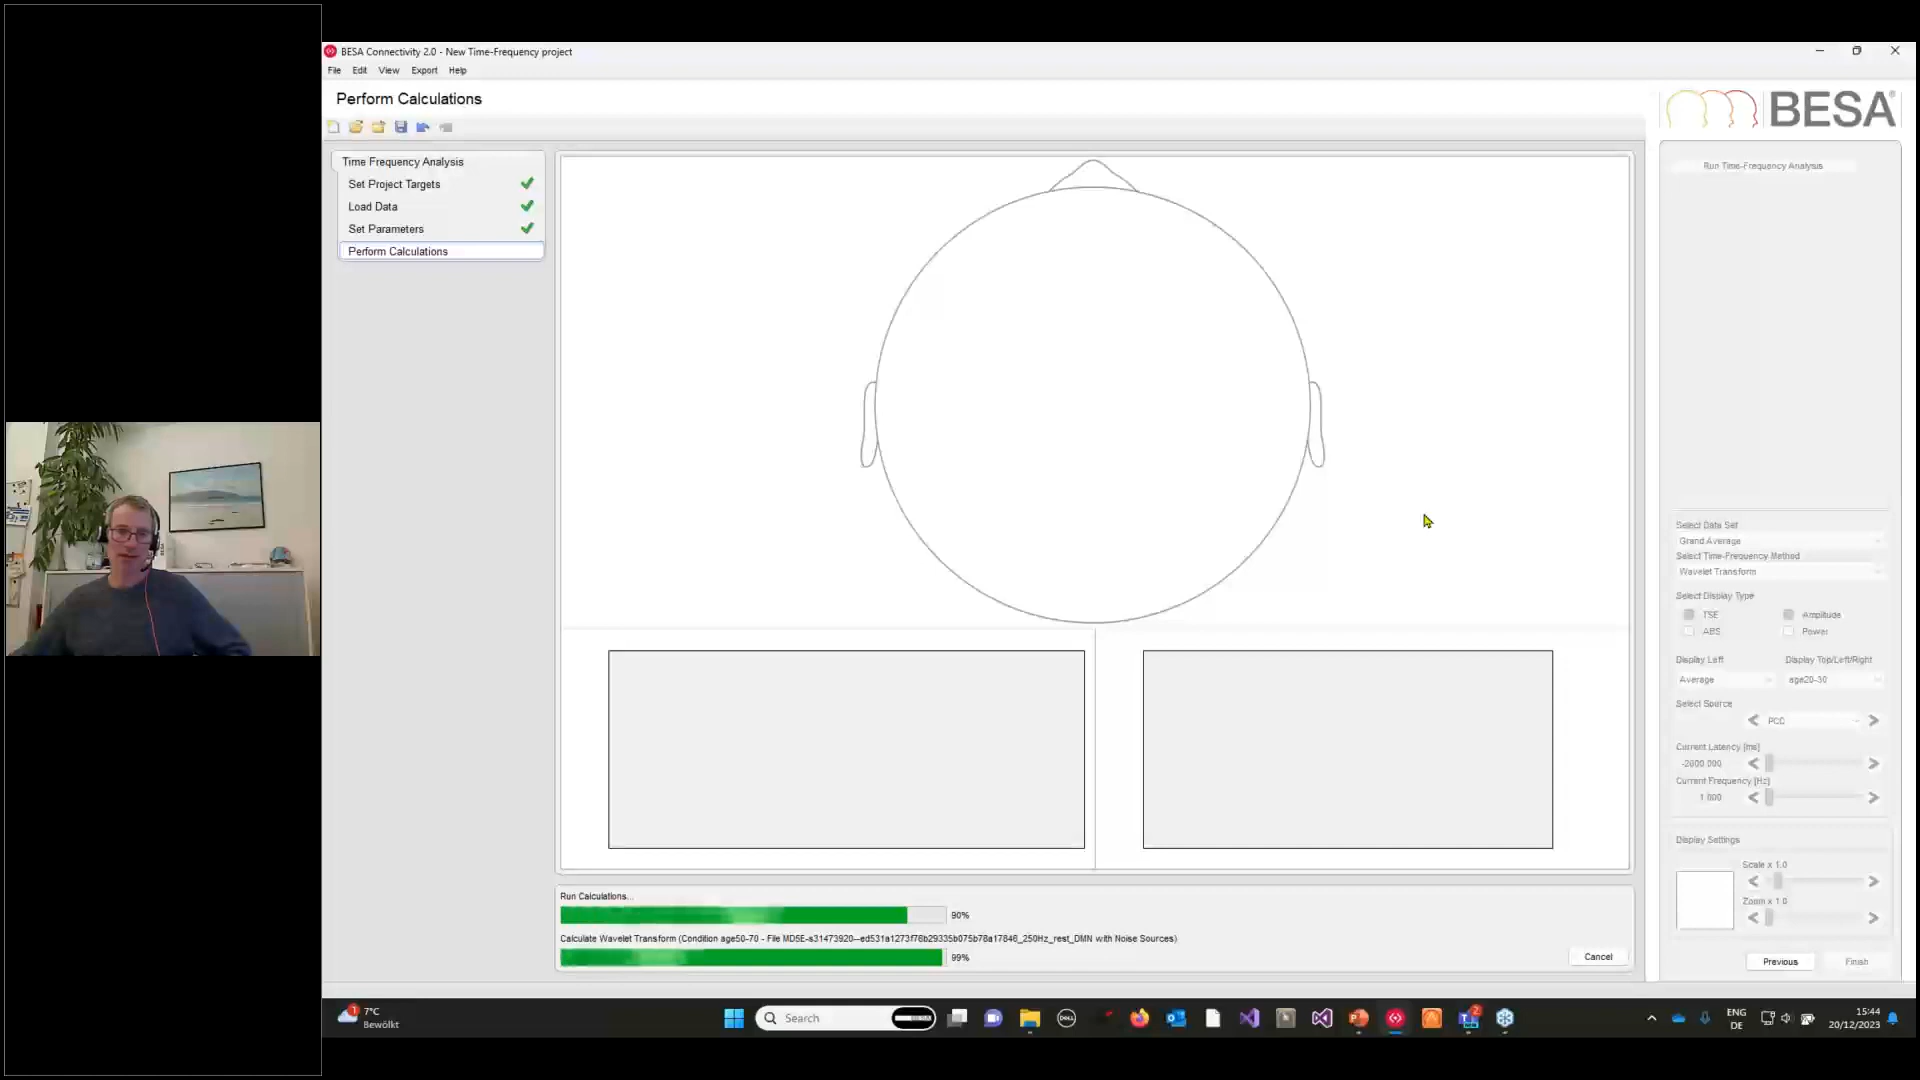 BESA Connectivity 2.0 - New Time-Frequency project
File Edit View Export Help
Perform Calculations
BESA
Time Frequency Analysis
Set Project Targets
Load Data
Set Parameters
Perform Calculations
Run Time-Frequency Analysis
Select Data Set
Grand Average
Select Time-Frequency Method
Wavelet Transform
Select Display Type
TSE Amplitude
ABS Power
Display Left Display Top/Left/Right
Average age20-30
Select Source
PCC
Current Latency [ms]
-2000.000
Current Frequency [Hz]
1.000
Display Settings
Scale x 1.0
Zoom x 1.0
Run Calculations...
90%
Calculate Wavelet Transform (Condition age50-70 - File MDSE-s31473920--ed531a1273f76b29335b075b76a17846_250Hz_rest_DMN with Noise Sources)
99%
Cancel
Previous Finish
1
7°C
Bewölkt
Search
DELL
2
ENG
DE
15:44
20/12/2023